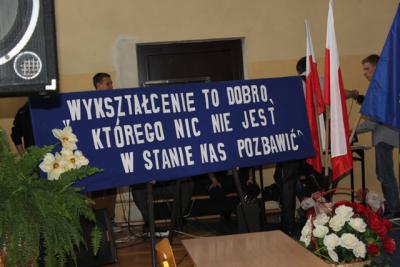 „WYKSZTAŁCENIE TO DOBRO,
KTÓREGO NIC NIE JEST
W STANIE NAS POZBAWIĆ"